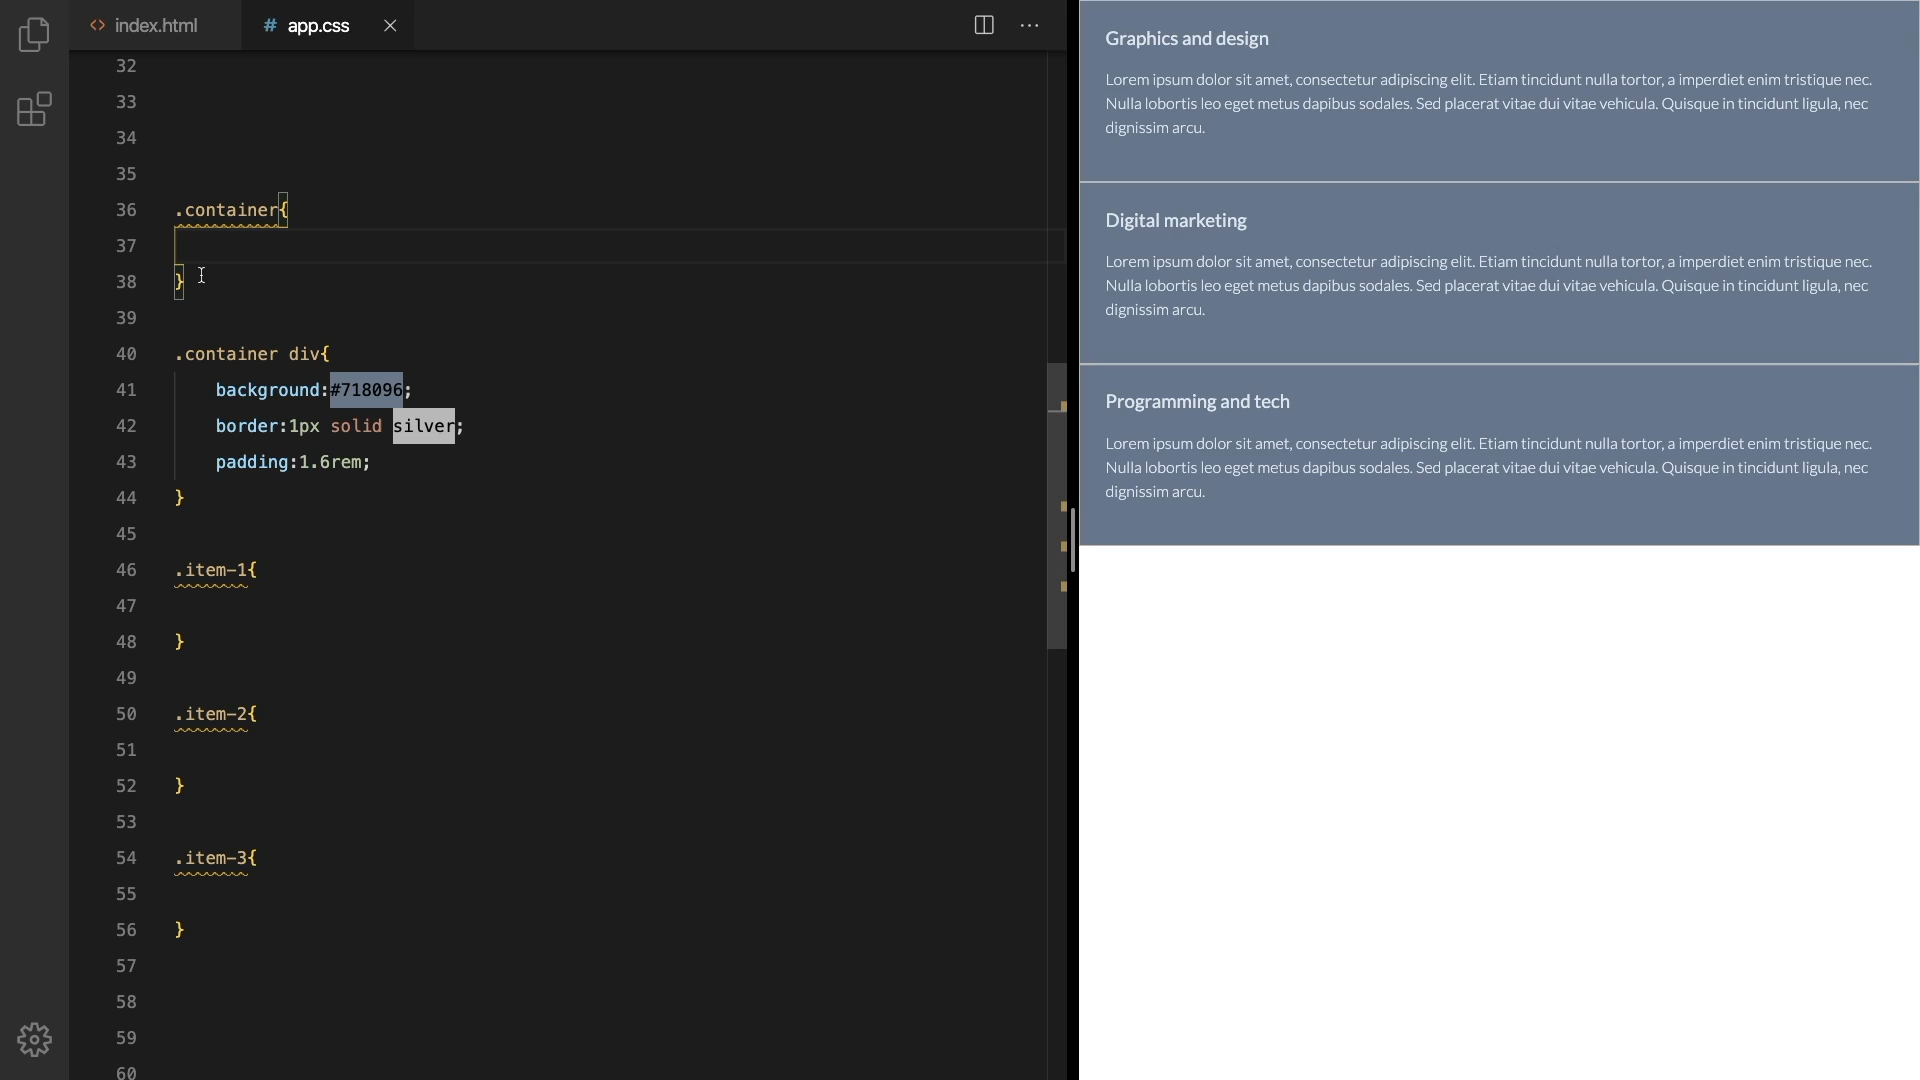 index.html
# app.css
32
33
34
35
36 .container{
37
38 }
39
40 .container div{
41 background:#718096;
42 border:1px solid silver;
43 padding:1.6rem;
44 }
45
46 .item-1{
47
48 }
49
50 .item-2{
51
52 }
53
54 .item-3{
55
56 }
57
58
59
60
Graphics and design
Lorem ipsum dolor sit amet, consectetur adipiscing elit. Etiam tincidunt nulla tortor, a imperdiet enim tristique nec.
Nulla lobortis leo eget metus dapibus sodales. Sed placerat vitae dui vitae vehicula. Quisque in tincidunt ligula, nec
dignissim arcu.
Digital marketing
Lorem ipsum dolor sit amet, consectetur adipiscing elit. Etiam tincidunt nulla tortor, a imperdiet enim tristique nec.
Nulla lobortis leo eget metus dapibus sodales. Sed placerat vitae dui vitae vehicula. Quisque in tincidunt ligula, nec
dignissim arcu.
Programming and tech
Lorem ipsum dolor sit amet, consectetur adipiscing elit. Etiam tincidunt nulla tortor, a imperdiet enim tristique nec.
Nulla lobortis leo eget metus dapibus sodales. Sed placerat vitae dui vitae vehicula. Quisque in tincidunt ligula, nec
dignissim arcu.